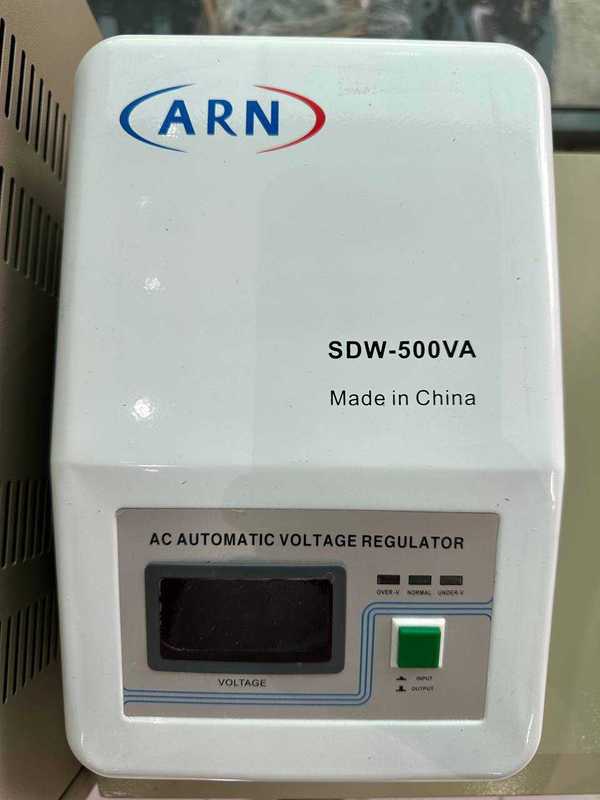 ARN
SDW-500VA
Made in China
AC AUTOMATIC VOLTAGE REGULATOR
OVER-V NORMAL UNDER-V
VOLTAGE
INPUT
OUTPUT